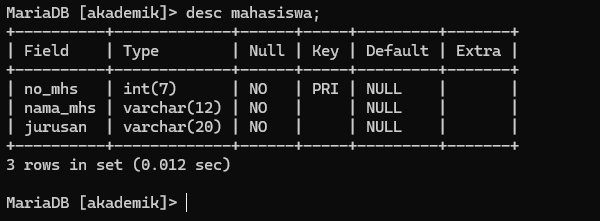 MariaDB [akademik]> desc mahasiswa;
+----------+-------------+------+-----+---------+-------+
| Field    | Type        | Null | Key | Default | Extra |
+----------+-------------+------+-----+---------+-------+
| no_mhs   | int(7)      | NO   | PRI | NULL    |       |
| nama_mhs | varchar(12) | NO   |     | NULL    |       |
| jurusan  | varchar(20) | NO   |     | NULL    |       |
+----------+-------------+------+-----+---------+-------+
3 rows in set (0.012 sec)
MariaDB [akademik]>